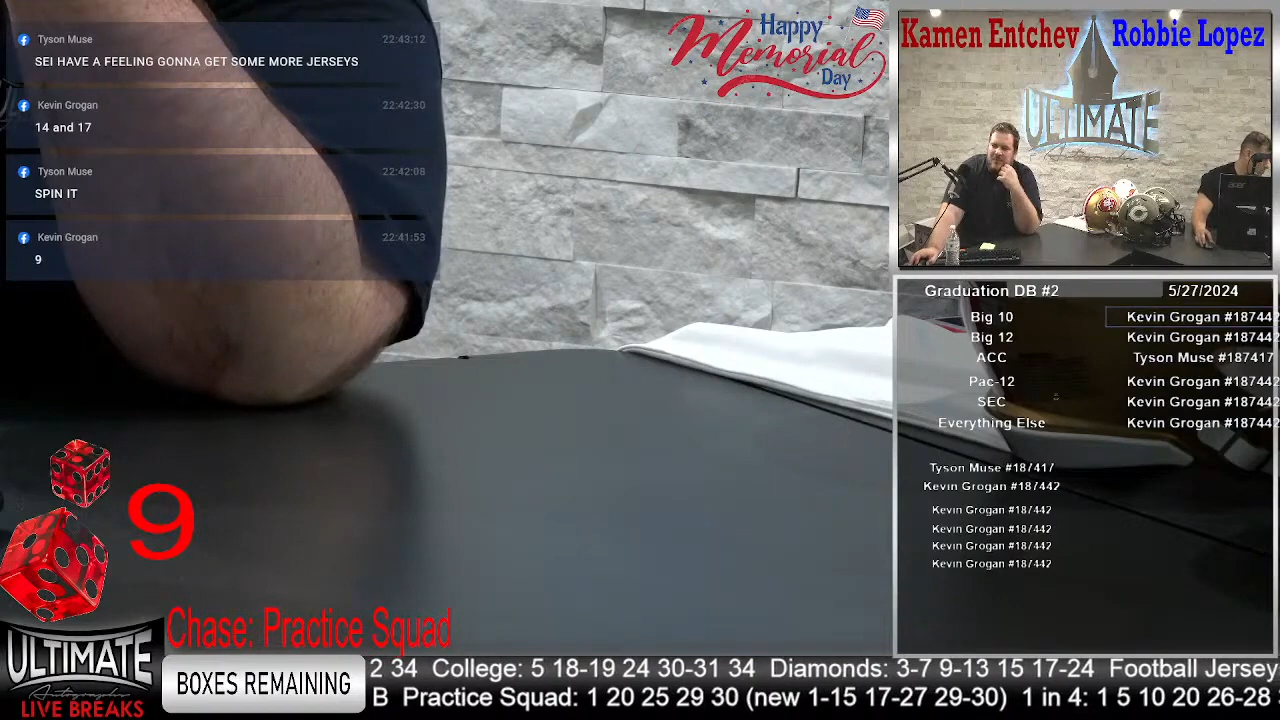 Tyson Muse 22:43:12
SEI HAVE A FEELING GONNA GET SOME MORE JERSEYS
Kevin Grogan 22:42:30
14 and 17
Tyson Muse 22:42:08
SPIN IT
Kevin Grogan 22:41:53
9
Happy
Memorial
Day
Kamen Entchev Robbie Lopez
ULTIMATE
acer
Graduation DB #2 5/27/2024
Big 10 Kevin Grogan #187442
Big 12 Kevin Grogan #187442
ACC Tyson Muse #187417
Pac-12 Kevin Grogan #187442
SEC Kevin Grogan #187442
Everything Else Kevin Grogan #187442
Tyson Muse #187417
Kevin Grogan #187442
Kevin Grogan #187442
Kevin Grogan #187442
Kevin Grogan #187442
Kevin Grogan #187442
9
Chase: Practice Squad
ULTIMATE
Autographs
LIVE BREAKS
BOXES REMAINING
2 34 College: 5 18-19 24 30-31 34 Diamonds: 3-7 9-13 15 17-24 Football Jersey
B Practice Squad: 1 20 25 29 30 (new 1-15 17-27 29-30) 1 in 4: 1 5 10 20 26-28